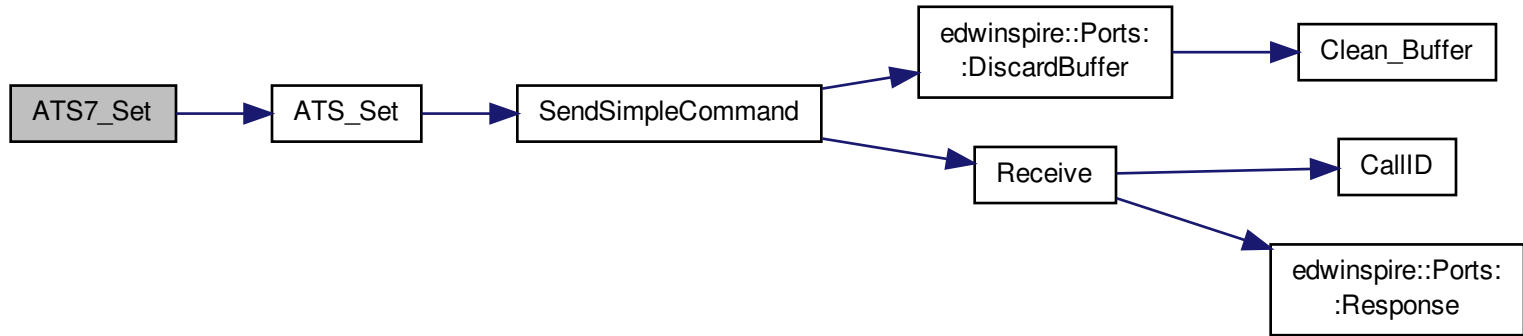 ATS7_Set
ATS_Set
SendSimpleCommand
edwinspire::Ports:
:DiscardBuffer
Clean_Buffer
Receive
CallID
edwinspire::Ports:
:Response